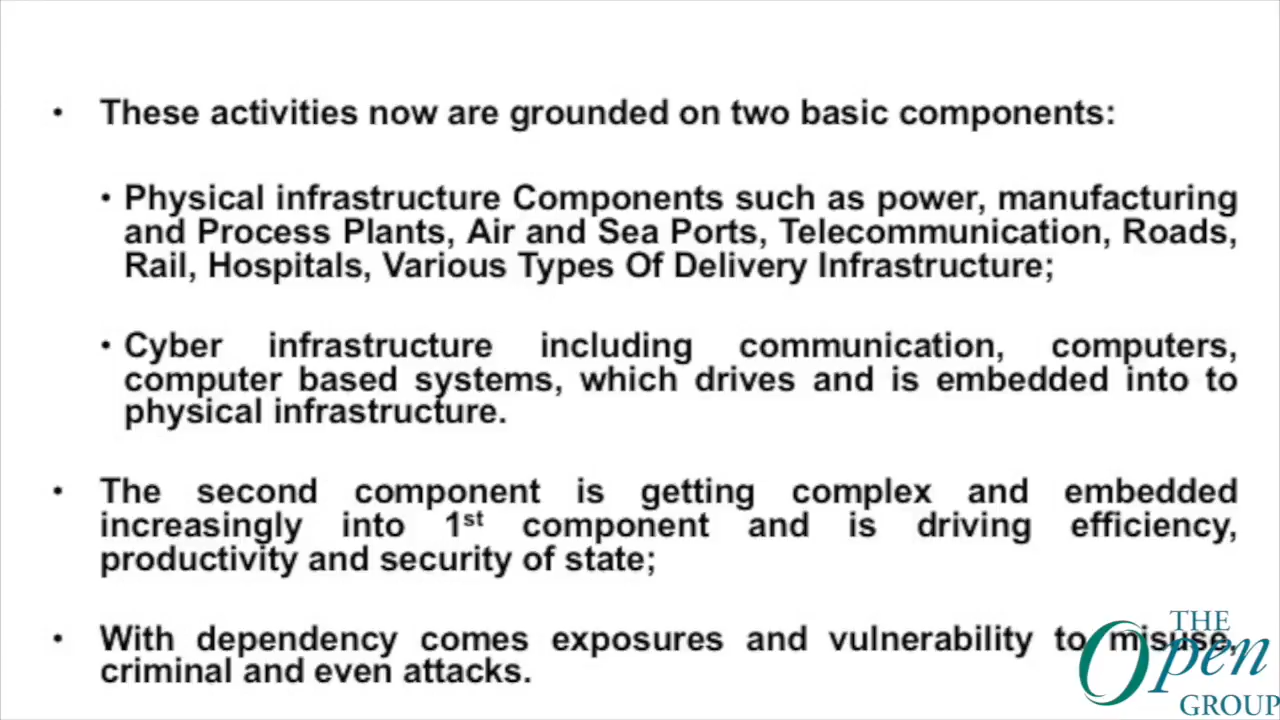 • These activities now are grounded on two basic components:
• Physical infrastructure Components such as power, manufacturing
and Process Plants, Air and Sea Ports, Telecommunication, Roads,
Rail, Hospitals, Various Types Of Delivery Infrastructure;
• Cyber infrastructure including communication, computers,
computer based systems, which drives and is embedded into to
physical infrastructure.
• The second component is getting complex and embedded
increasingly into 1st component and is driving efficiency,
productivity and security of state;
• With dependency comes exposures and vulnerability to misuse,
criminal and even attacks.
THE
Open
GROUP